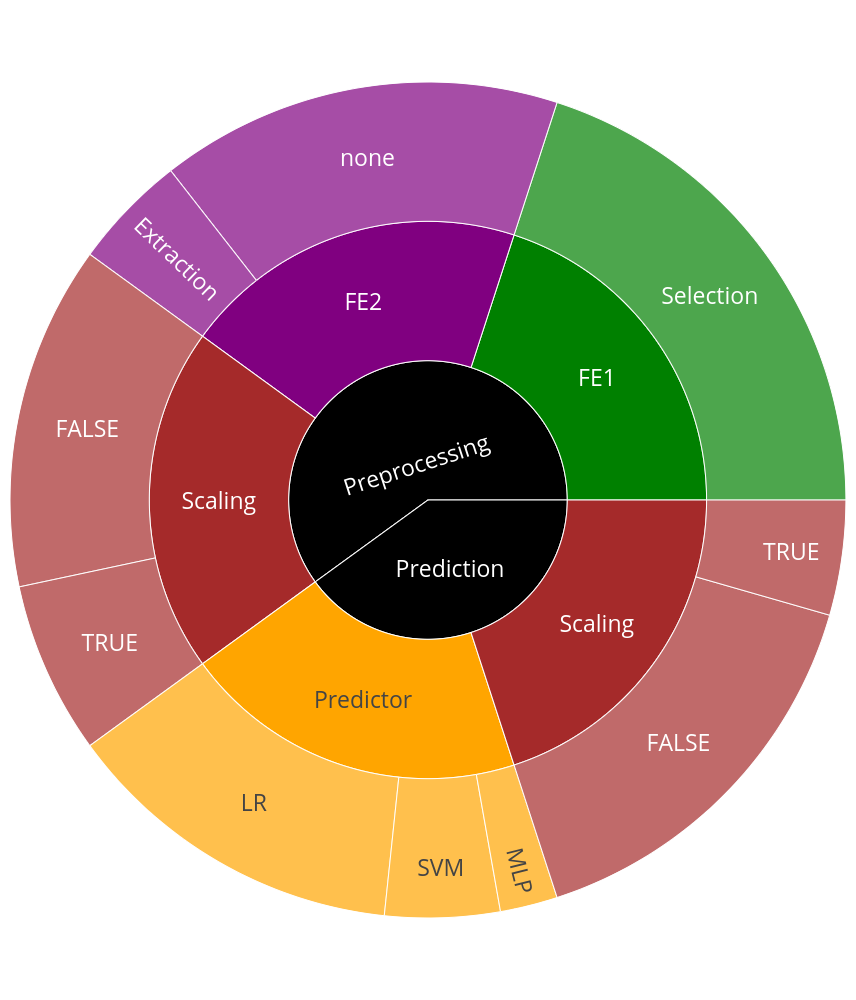 none
Extraction
Selection
FE2
FE1
FALSE
Preprocessing
Scaling
TRUE
Prediction
Scaling
TRUE
Predictor
FALSE
LR
SVM
MLP